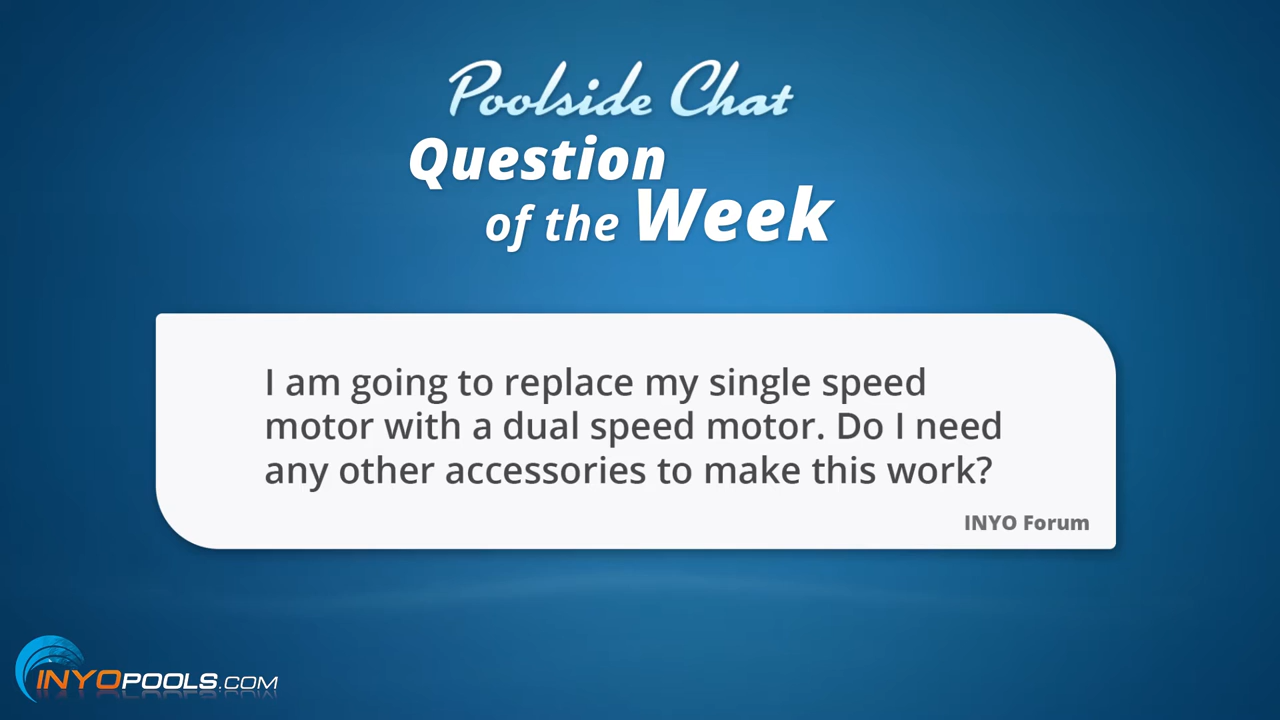 Poolside Chat
Question
of the Week
I am going to replace my single speed
motor with a dual speed motor. Do I need
any other accessories to make this work?
INYO Forum
INYOPOOLS.COM